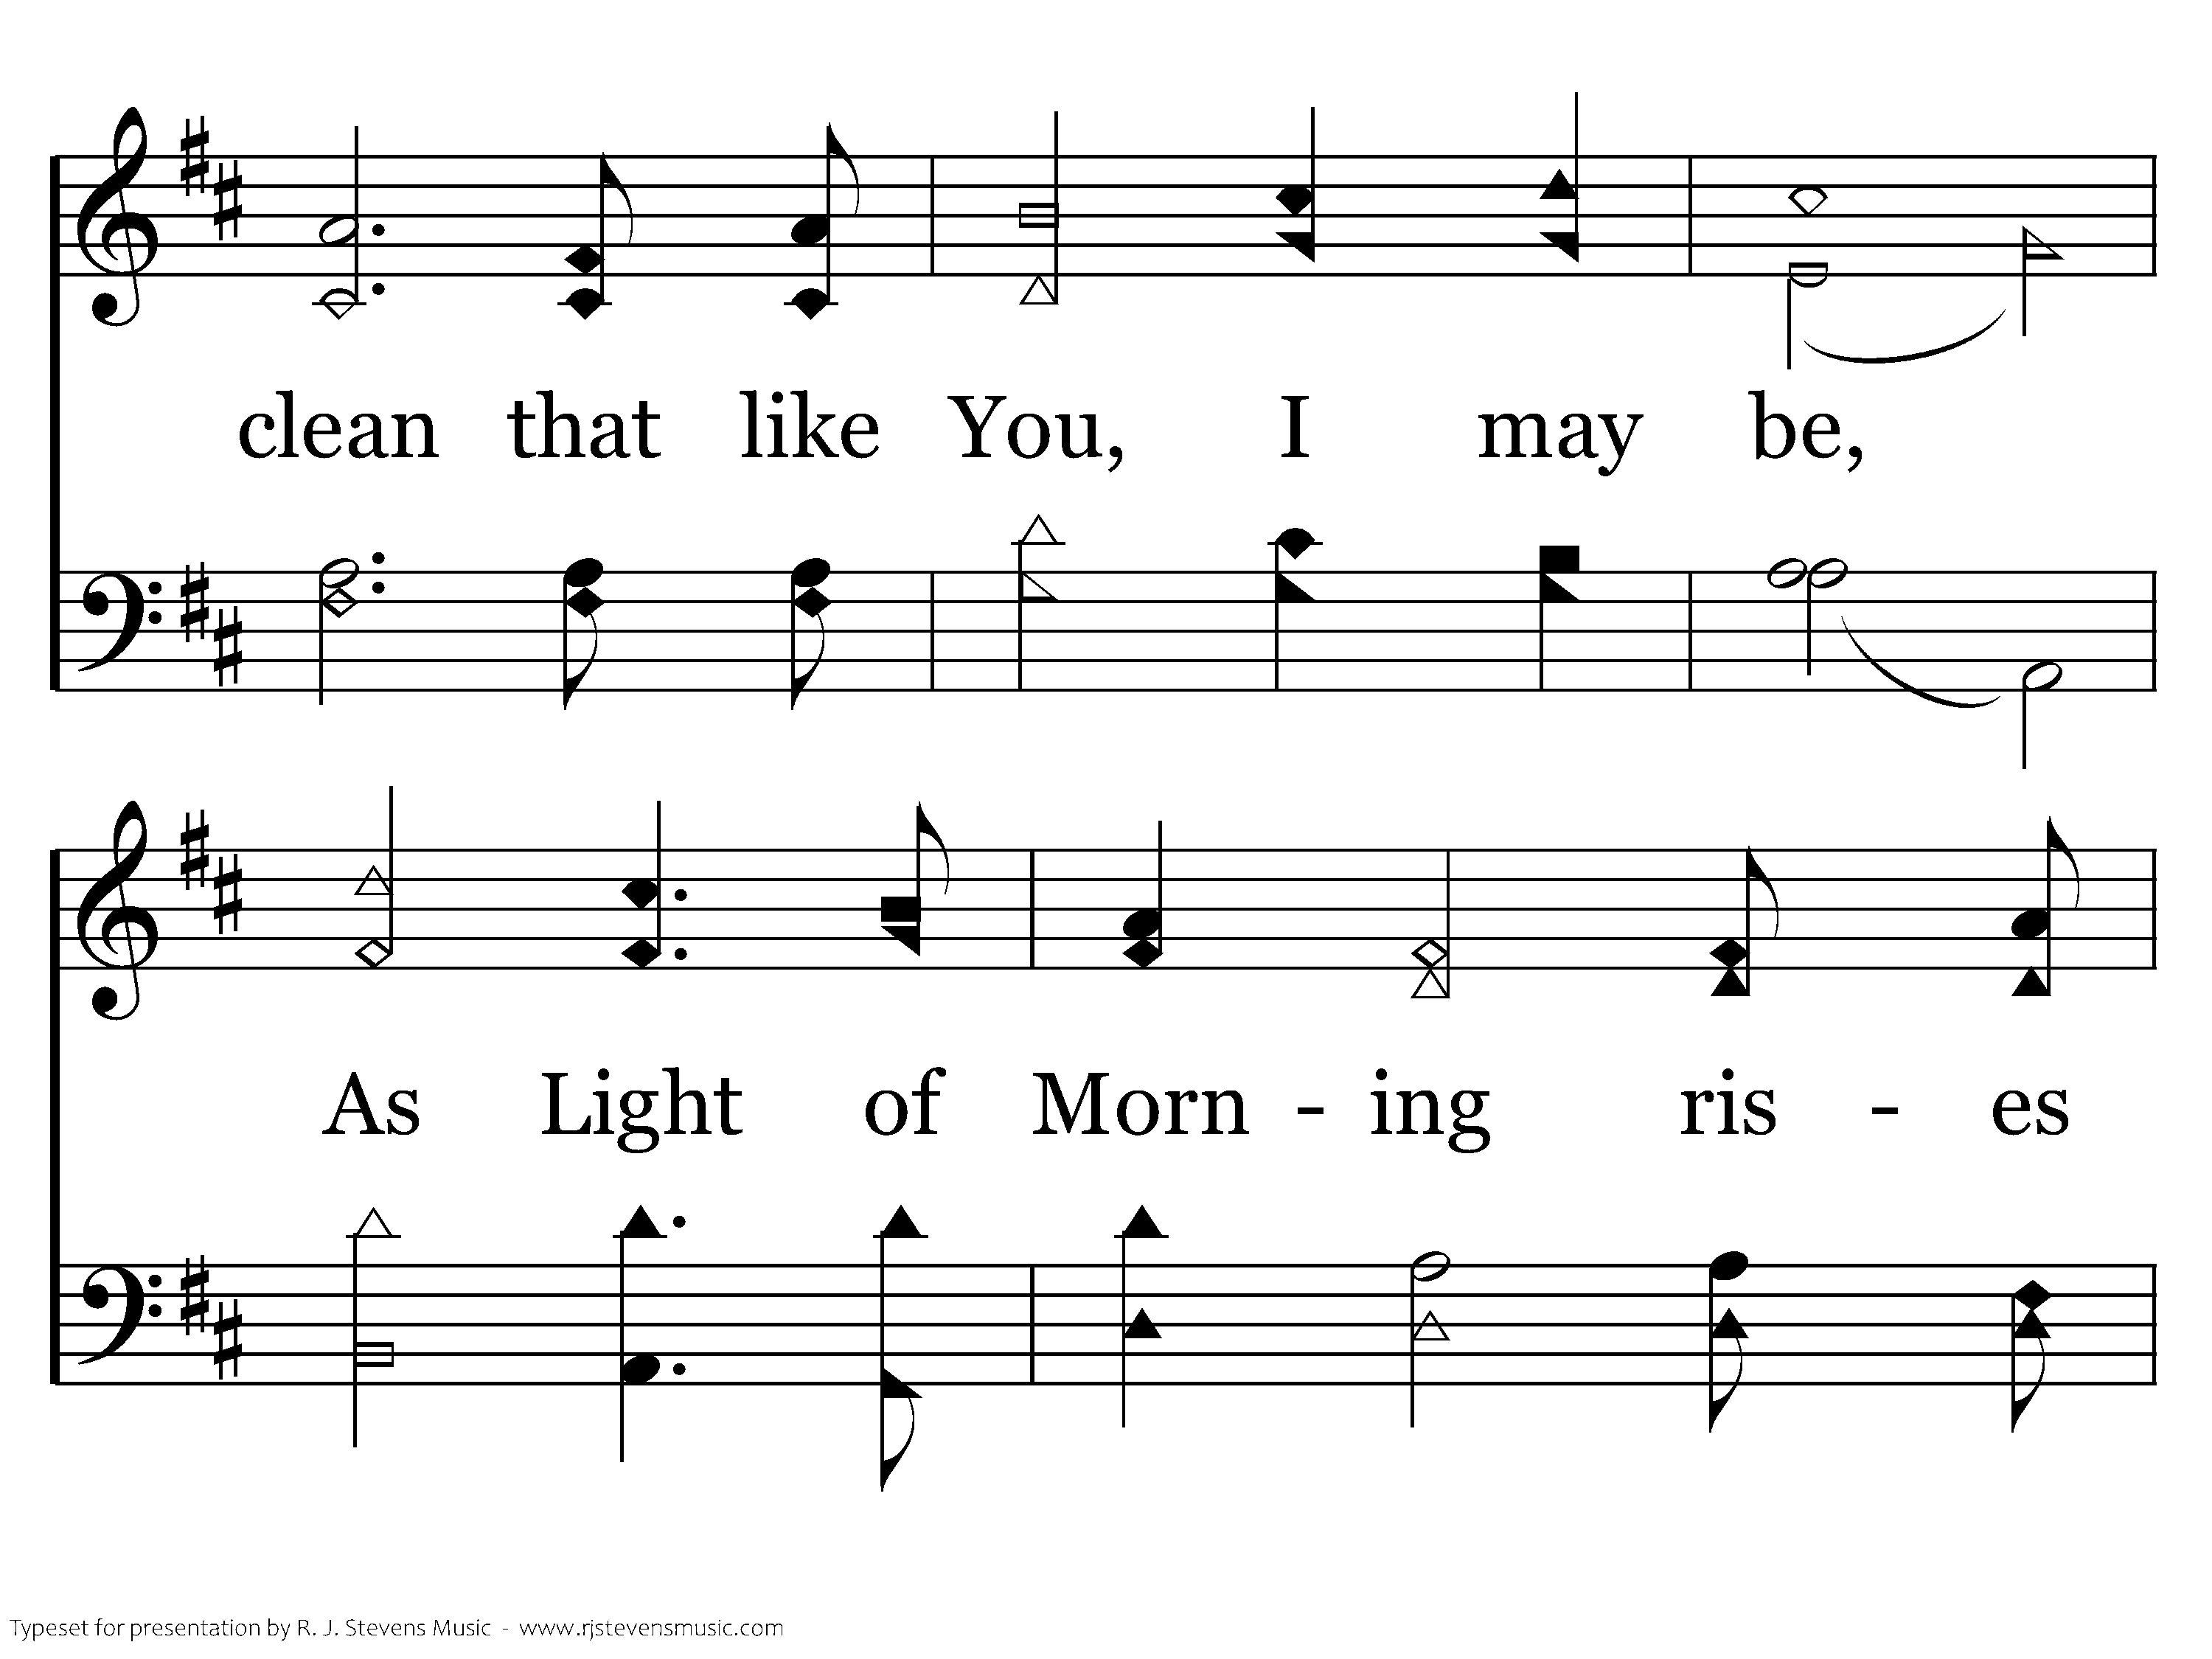 clean that like You, I may be,
As Light of Morn - ing ris - es
Typeset for presentation by R. J. Stevens Music - www.rjstevensmusic.com